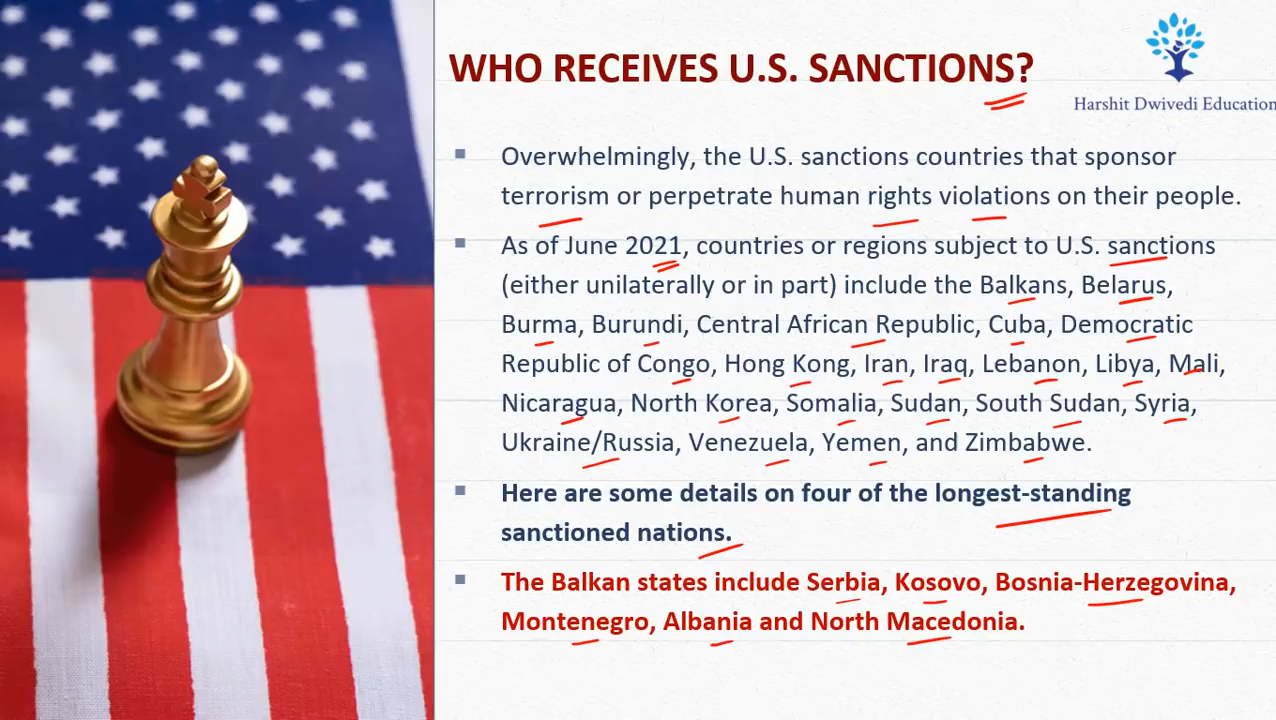 WHO RECEIVES U.S. SANCTIONS?
Harshit Dwivedi Education
Overwhelmingly, the U.S. sanctions countries that sponsor
terrorism or perpetrate human rights violations on their people.
As of June 2021, countries or regions subject to U.S. sanctions
(either unilaterally or in part) include the Balkans, Belarus,
Burma, Burundi, Central African Republic, Cuba, Democratic
Republic of Congo, Hong Kong, Iran, Iraq, Lebanon, Libya, Mali,
Nicaragua, North Korea, Somalia, Sudan, South Sudan, Syria,
Ukraine/Russia, Venezuela, Yemen, and Zimbabwe.
Here are some details on four of the longest-standing
sanctioned nations.
The Balkan states include Serbia, Kosovo, Bosnia-Herzegovina,
Montenegro, Albania and North Macedonia.